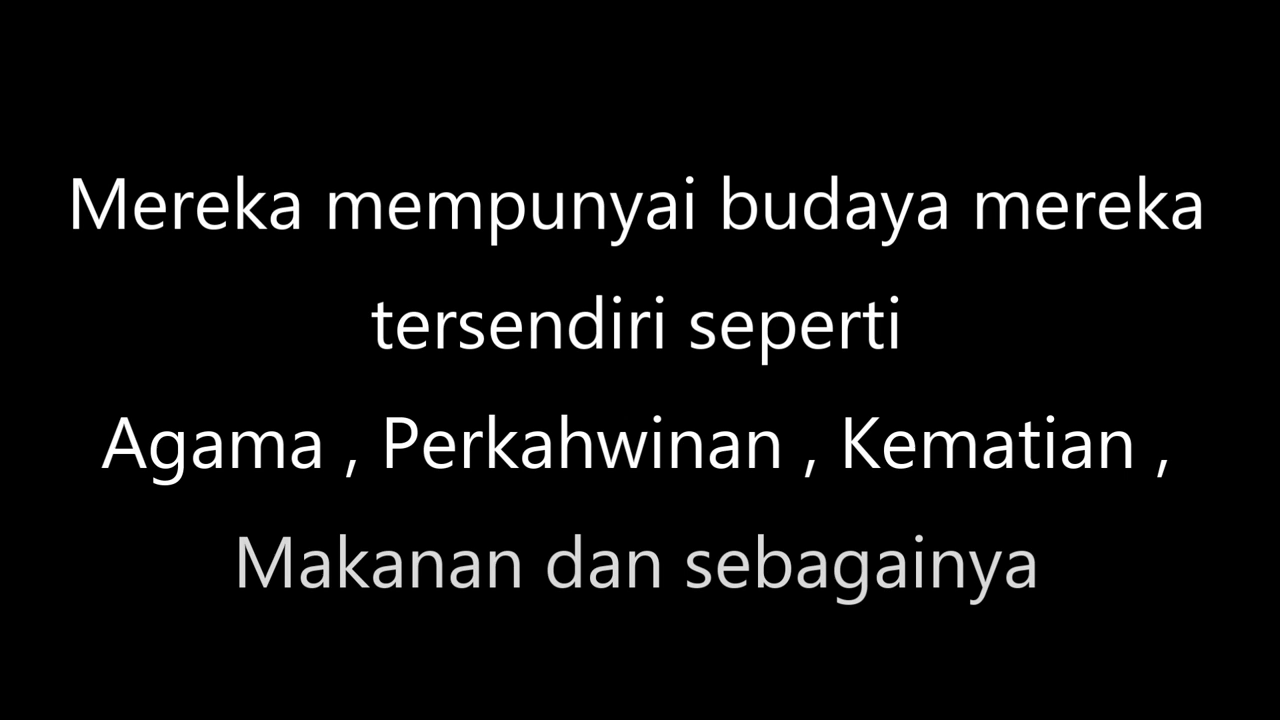 Mereka mempunyai budaya mereka
tersendiri seperti
Agama , Perkahwinan , Kematian ,
Makanan dan sebagainya